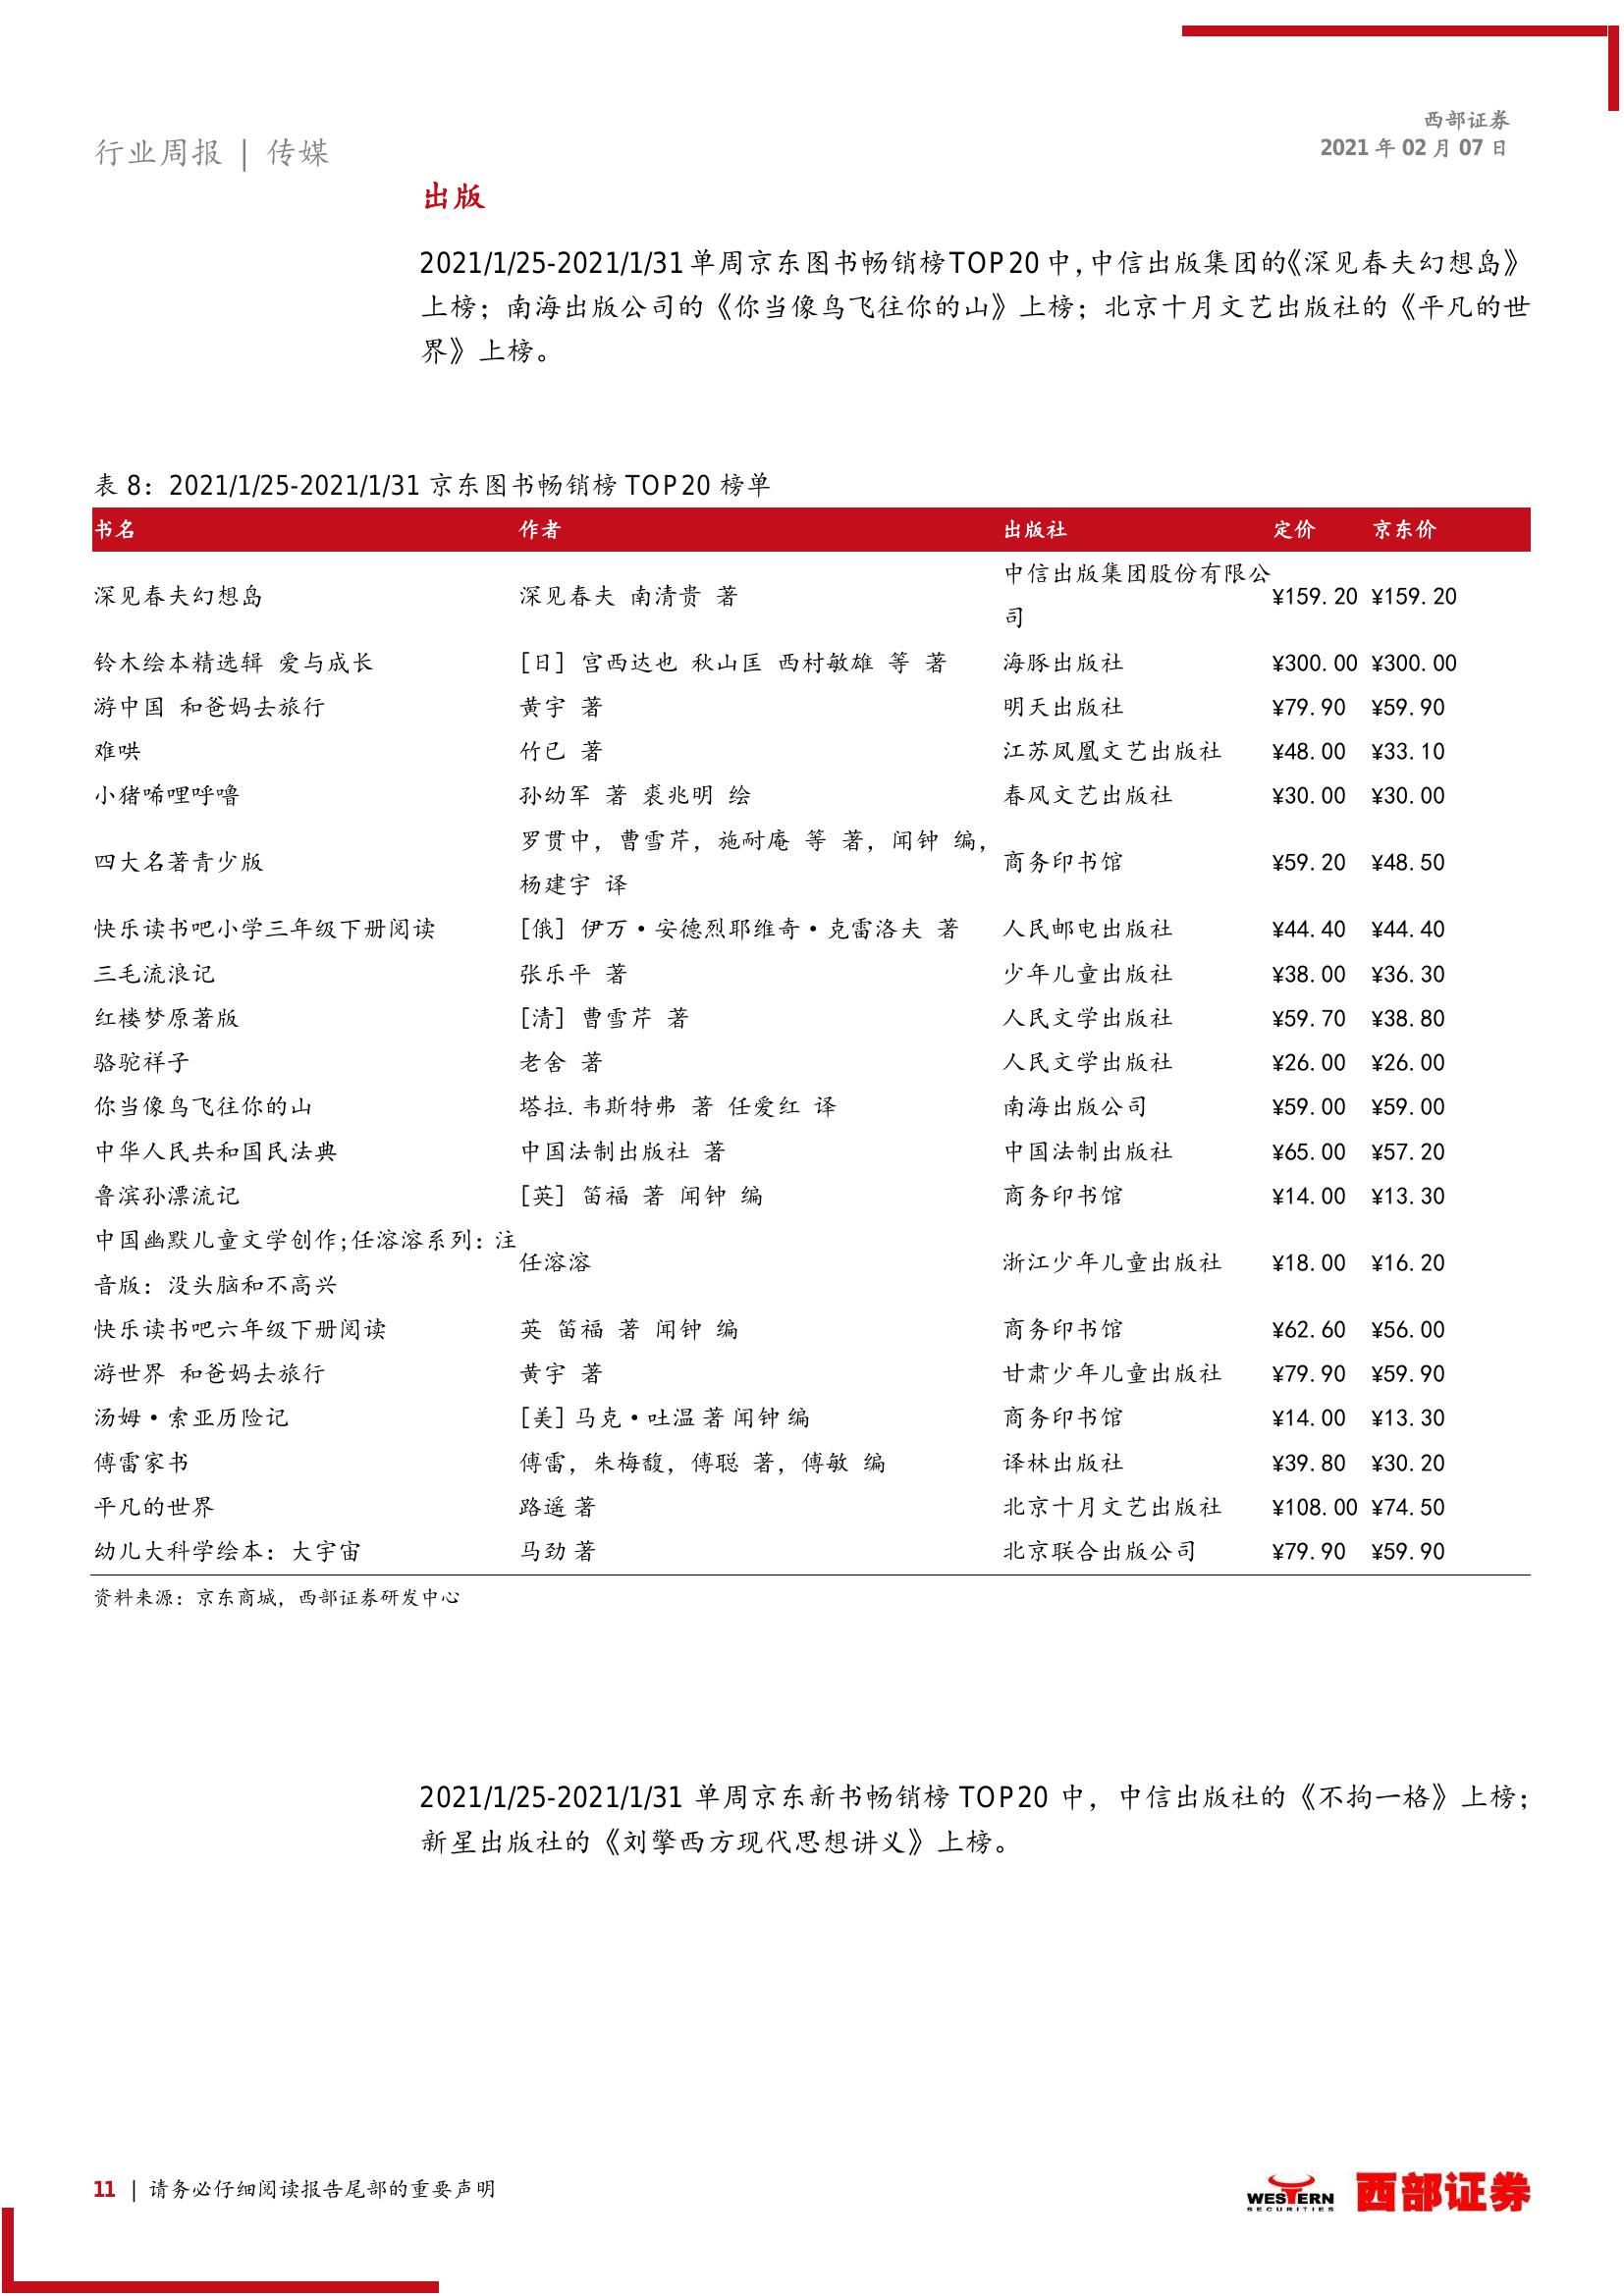 西部证券
行业周报 | 传媒
2021 年 02 月 07 日
出版
2021/1/25-2021/1/31 单周京东图书畅销榜 TOP20 中，中信出版集团的《深见春夫幻想岛》
上榜；南海出版公司的《你当像鸟飞往你的山》上榜；北京十月文艺出版社的《平凡的世
界》上榜。
表 8：2021/1/25-2021/1/31 京东图书畅销榜 TOP20 榜单
书名 作者 出版社 定价 京东价
深见春夫幻想岛 深见春夫 南清贵 著 中信出版集团股份有限公
司 ¥159.20 ¥159.20
铃木绘本精选辑 爱与成长 [日] 宫西达也 秋山匡 西村敏雄 等 著 海豚出版社 ¥300.00 ¥300.00
游中国 和爸妈去旅行 黄宇 著 明天出版社 ¥79.90 ¥59.90
难哄 竹已 著 江苏凤凰文艺出版社 ¥48.00 ¥33.10
小猪唏哩呼噜 孙幼军 著 裘兆明 绘 春风文艺出版社 ¥30.00 ¥30.00
四大名著青少版 罗贯中，曹雪芹，施耐庵 等 著，闻钟 编，
杨建宇 译 商务印书馆 ¥59.20 ¥48.50
快乐读书吧小学三年级下册阅读 [俄] 伊万·安德烈耶维奇·克雷洛夫 著 人民邮电出版社 ¥44.40 ¥44.40
三毛流浪记 张乐平 著 少年儿童出版社 ¥38.00 ¥36.30
红楼梦原著版 [清] 曹雪芹 著 人民文学出版社 ¥59.70 ¥38.80
骆驼祥子 老舍 著 人民文学出版社 ¥26.00 ¥26.00
你当像鸟飞往你的山 塔拉.韦斯特弗 著 任爱红 译 南海出版公司 ¥59.00 ¥59.00
中华人民共和国民法典 中国法制出版社 著 中国法制出版社 ¥65.00 ¥57.20
鲁滨孙漂流记 [英] 笛福 著 闻钟 编 商务印书馆 ¥14.00 ¥13.30
中国幽默儿童文学创作;任溶溶系列：注
音版：没头脑和不高兴 任溶溶 浙江少年儿童出版社 ¥18.00 ¥16.20
快乐读书吧六年级下册阅读 英 笛福 著 闻钟 编 商务印书馆 ¥62.60 ¥56.00
游世界 和爸妈去旅行 黄宇 著 甘肃少年儿童出版社 ¥79.90 ¥59.90
汤姆·索亚历险记 [美]马克·吐温 著 闻钟 编 商务印书馆 ¥14.00 ¥13.30
傅雷家书 傅雷，朱梅馥，傅聪 著，傅敏 编 译林出版社 ¥39.80 ¥30.20
平凡的世界 路遥 著 北京十月文艺出版社 ¥108.00 ¥74.50
幼儿大科学绘本：大宇宙 马劲 著 北京联合出版公司 ¥79.90 ¥59.90
资料来源：京东商城，西部证券研发中心
2021/1/25-2021/1/31 单周京东新书畅销榜 TOP20 中，中信出版社的《不拘一格》上榜；
新星出版社的《刘擎西方现代思想讲义》上榜。
11 | 请务必仔细阅读报告尾部的重要声明
WESTERN
SECURITIES
西部证券